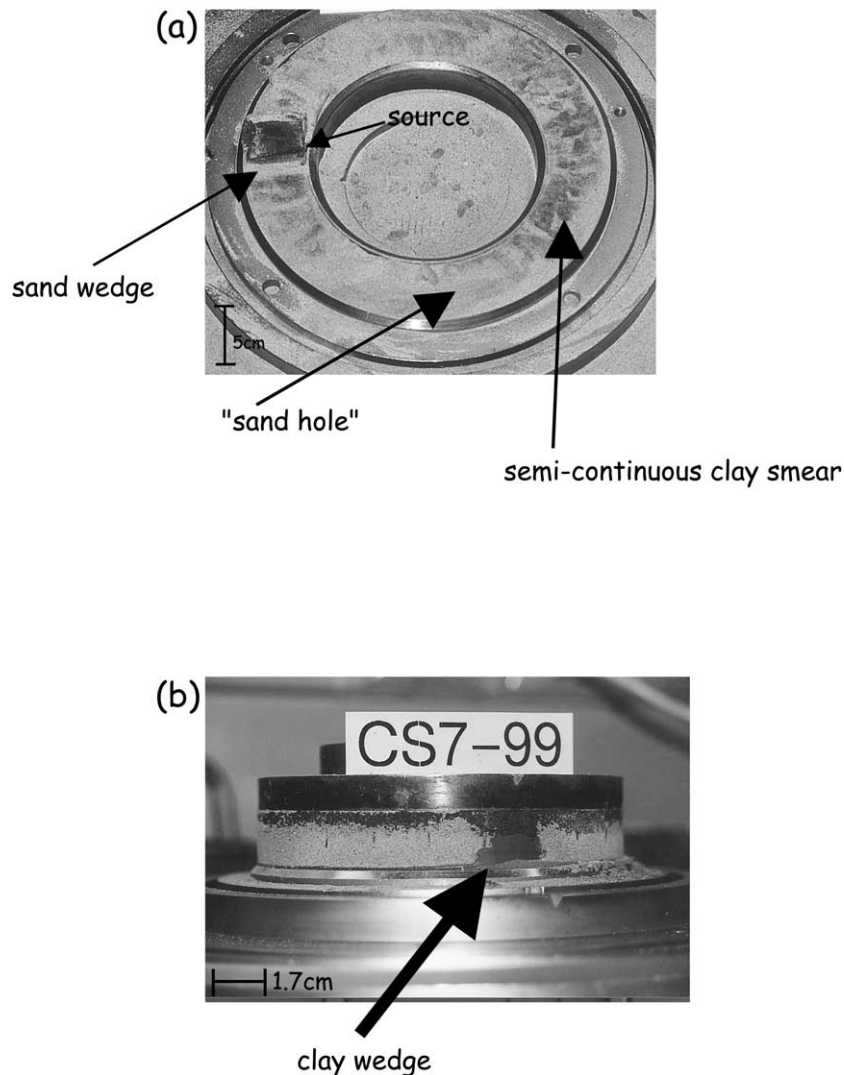 (a)
source
sand wedge
5cm
"sand hole"
semi-continuous clay smear
(b)
CS7-99
1.7cm
clay wedge